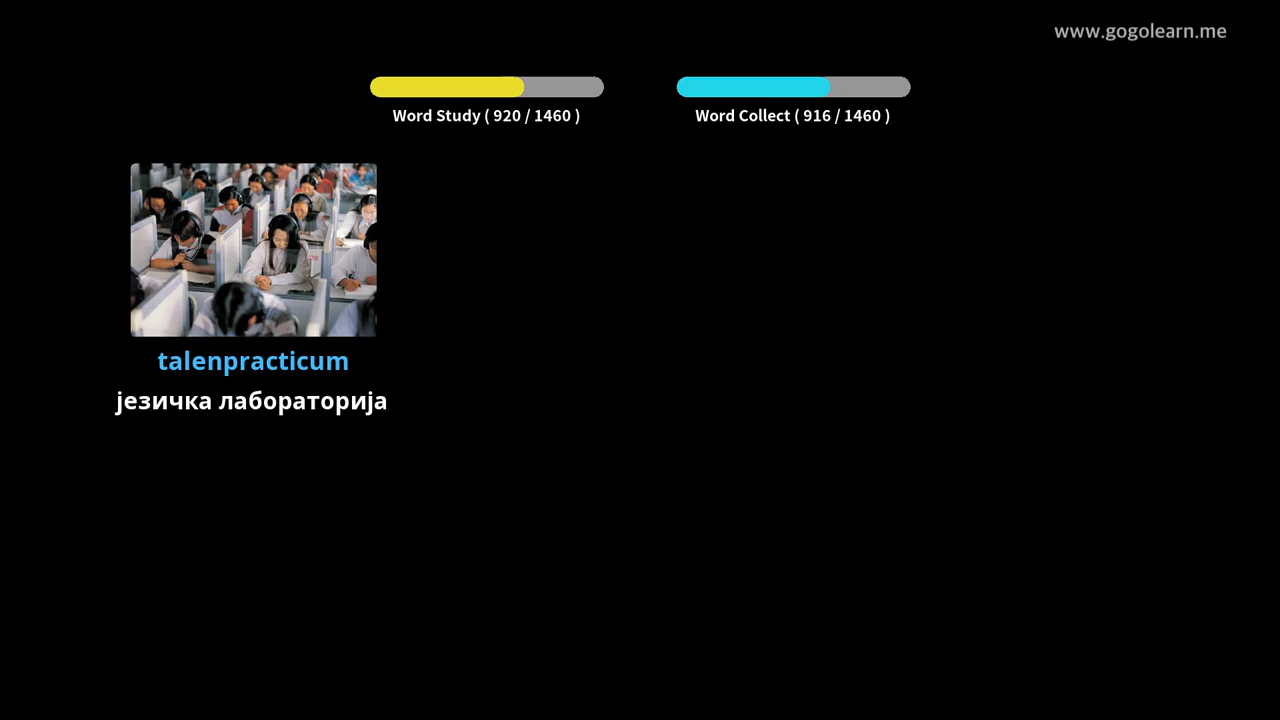 www.gogolearn.me
Word Study ( 920 / 1460 )
Word Collect ( 916 / 1460 )
talenpracticum
језичка лабораторија